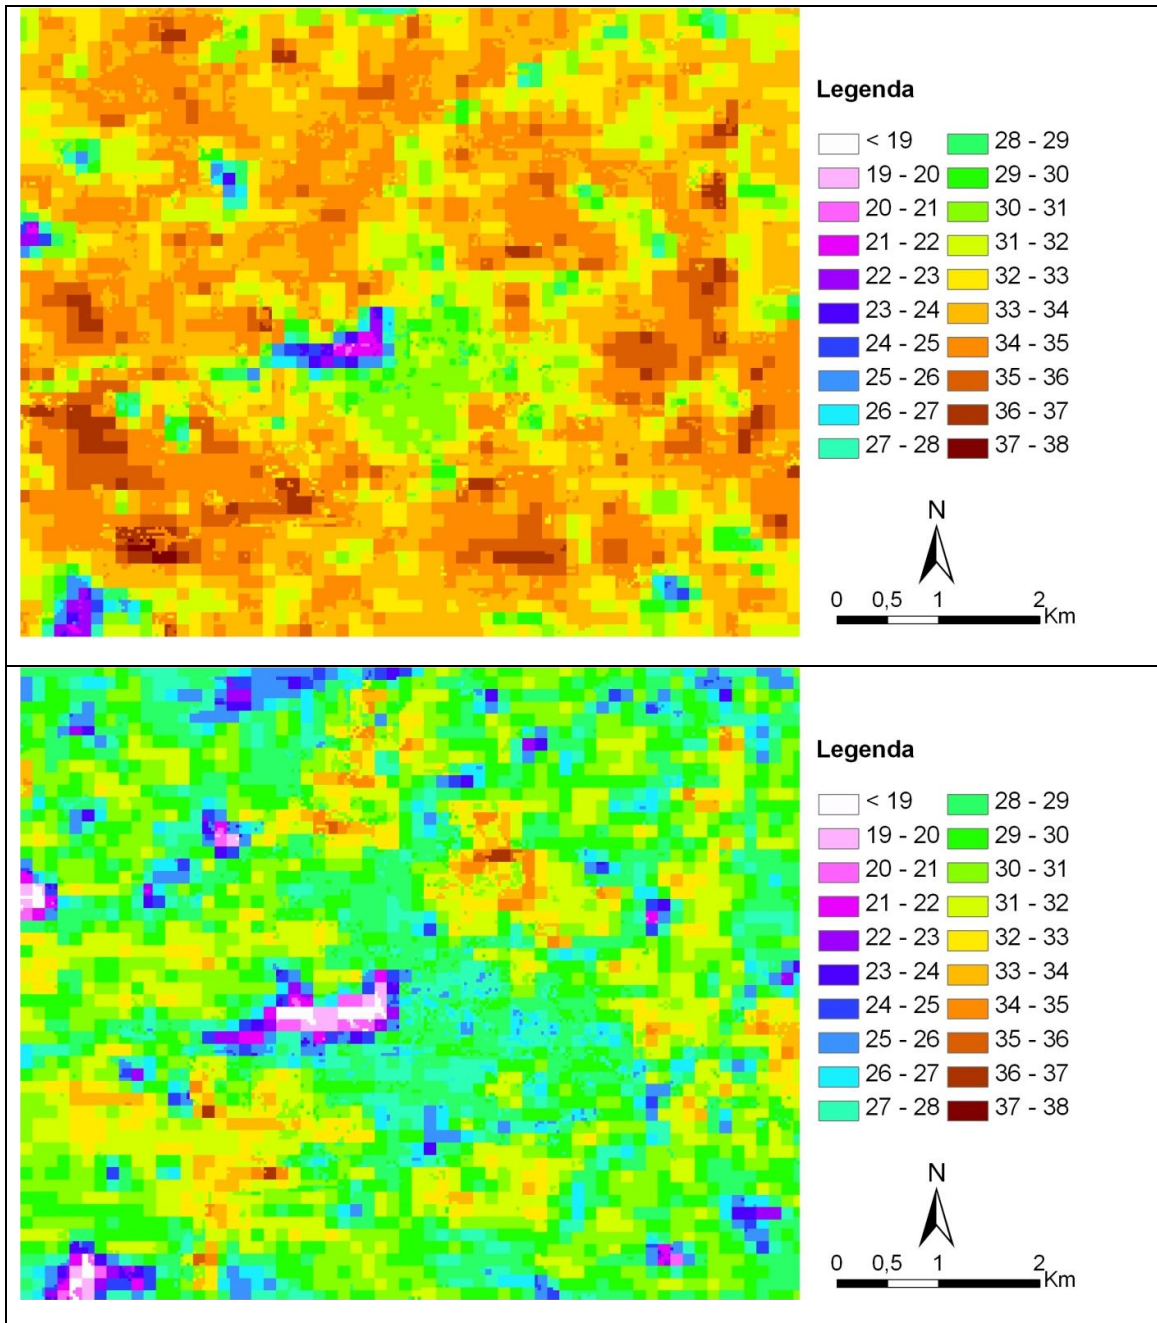 Legenda
< 19 28 - 29
19 - 20 29 - 30
20 - 21 30 - 31
21 - 22 31 - 32
22 - 23 32 - 33
23 - 24 33 - 34
24 - 25 34 - 35
25 - 26 35 - 36
26 - 27 36 - 37
27 - 28 37 - 38
N
0 0,5 1 2
Km
Legenda
< 19 28 - 29
19 - 20 29 - 30
20 - 21 30 - 31
21 - 22 31 - 32
22 - 23 32 - 33
23 - 24 33 - 34
24 - 25 34 - 35
25 - 26 35 - 36
26 - 27 36 - 37
27 - 28 37 - 38
N
0 0,5 1 2
Km